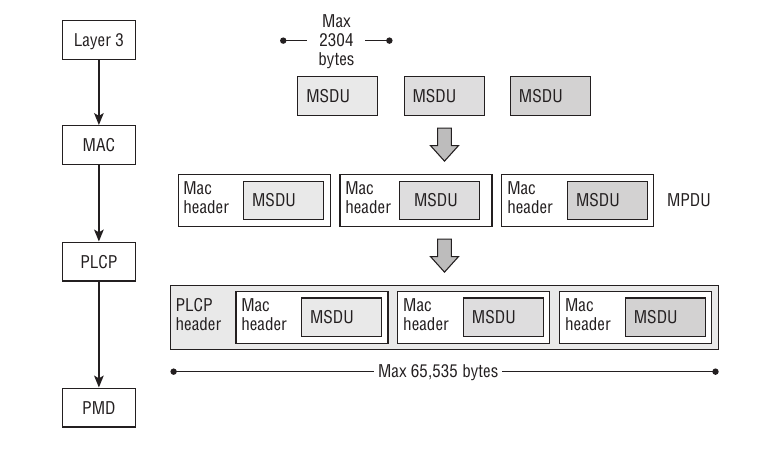 Layer 3
Max
2304
bytes
MSDU
MSDU
MSDU
MAC
Mac
header
MSDU
Mac
header
MSDU
Mac
header
MSDU
MPDU
PLCP
PLCP
header
Mac
header
MSDU
Mac
header
MSDU
Mac
header
MSDU
Max 65,535 bytes
PMD